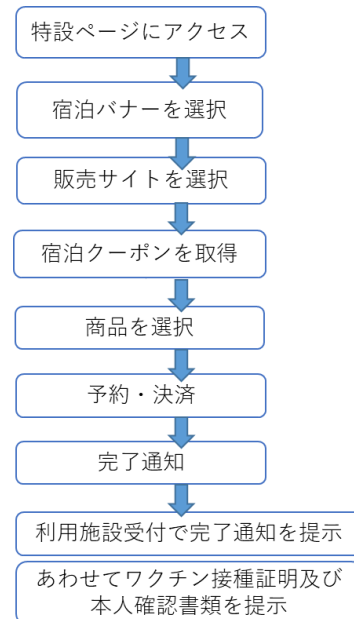 特設ページにアクセス
宿泊バナーを選択
販売サイトを選択
宿泊クーポンを取得
商品を選択
予約・決済
完了通知
利用施設受付で完了通知を提示
あわせてワクチン接種証明及び
本人確認書類を提示